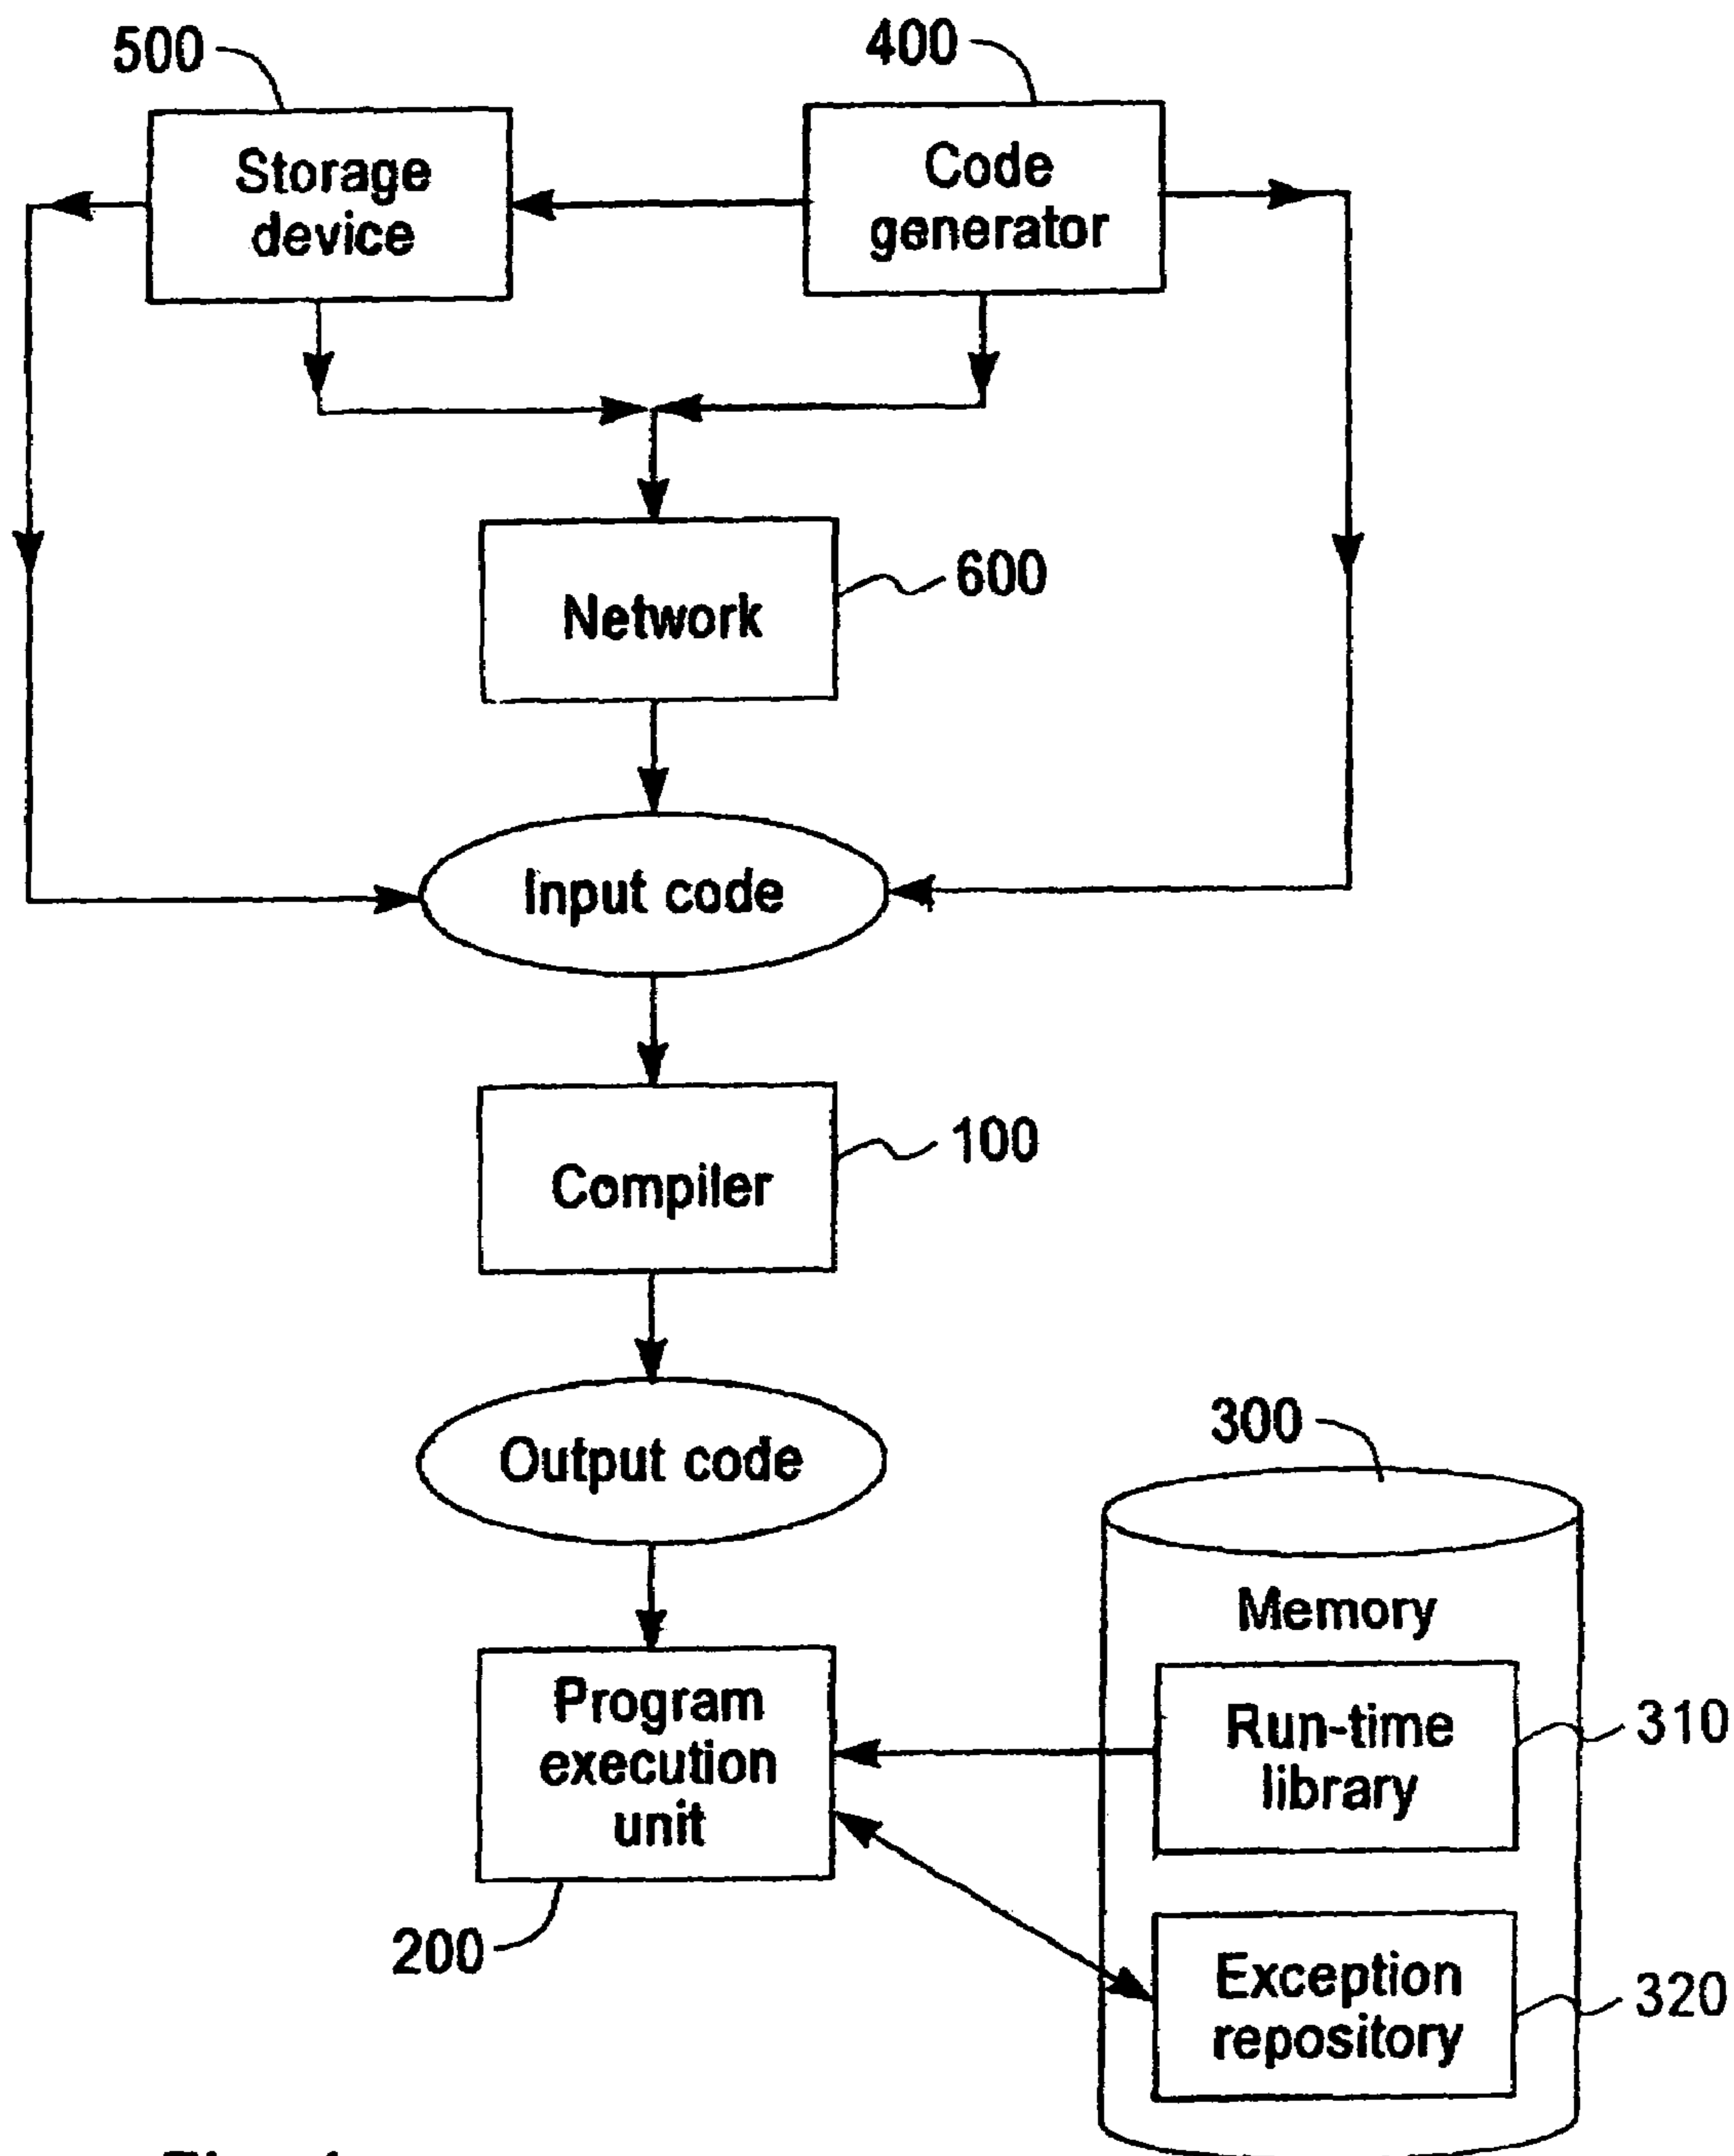 500
400
Storage
device
Code
generator
Network
600
Input code
Compiler
100
Output code
300
Memory
Program
execution
unit
Run-time
library
310
200
Exception
repository
320